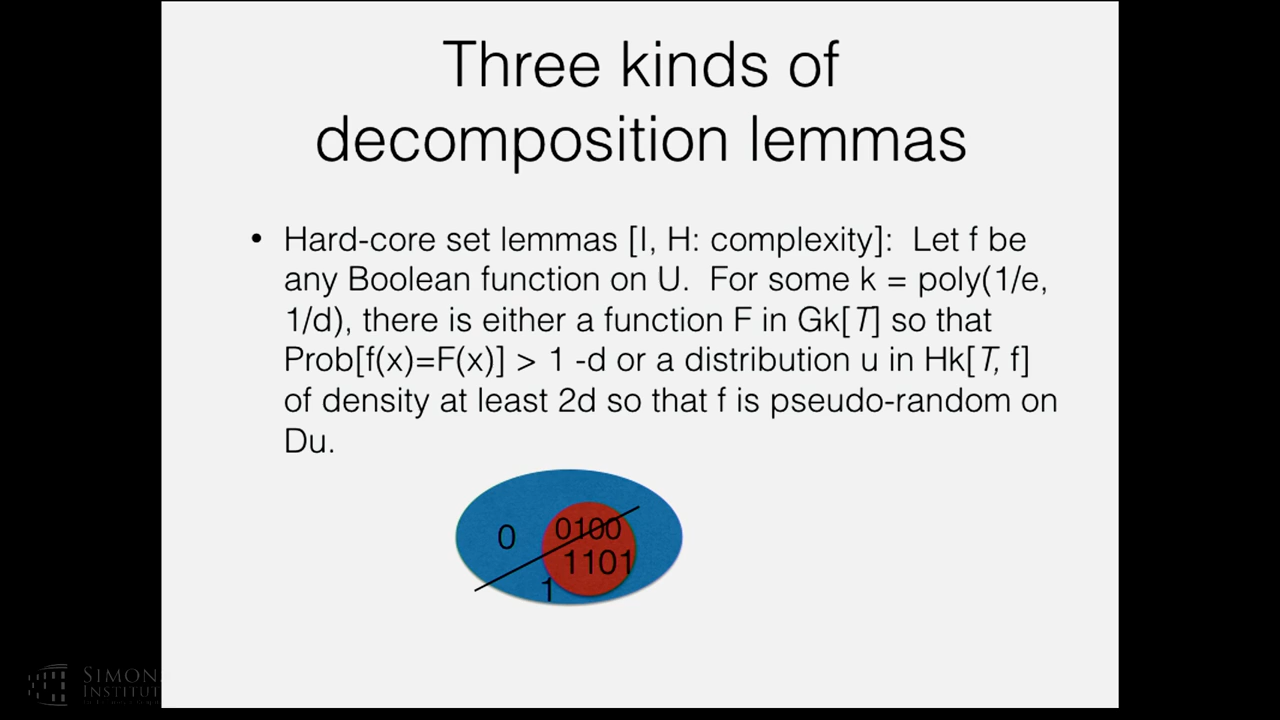 Three kinds of
decomposition lemmas
• Hard-core set lemmas [I, H: complexity]: Let f be
any Boolean function on U. For some k = poly(1/e,
1/d), there is either a function F in Gk[T] so that
Prob[f(x)=F(x)] > 1 -d or a distribution u in Hk[T, f]
of density at least 2d so that f is pseudo-random on
Du.
0 0100
1101
1
SIMONS
INSTITUT